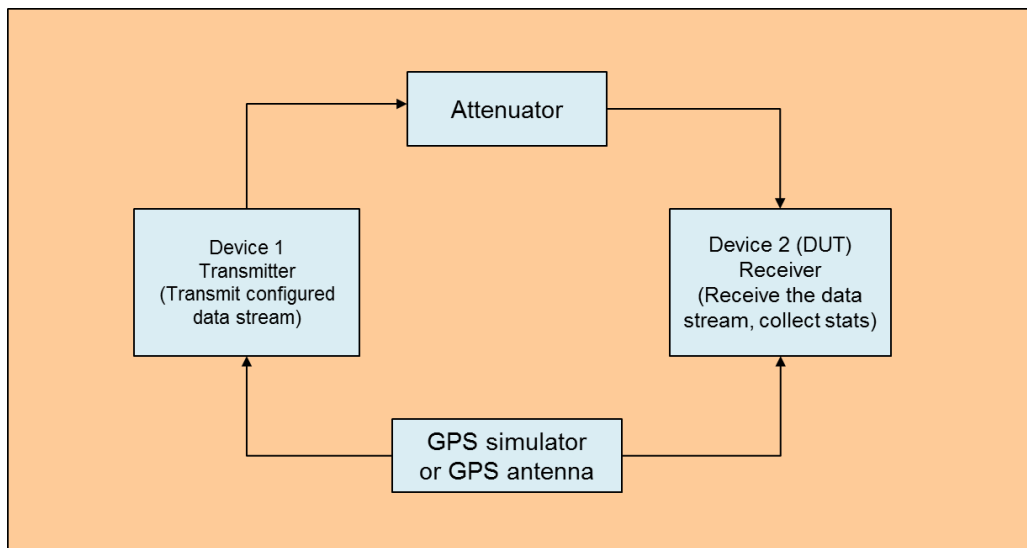 Attenuator
Device 1
Transmitter
(Transmit configured
data stream)
Device 2 (DUT)
Receiver
(Receive the data
stream, collect stats)
GPS simulator
or GPS antenna